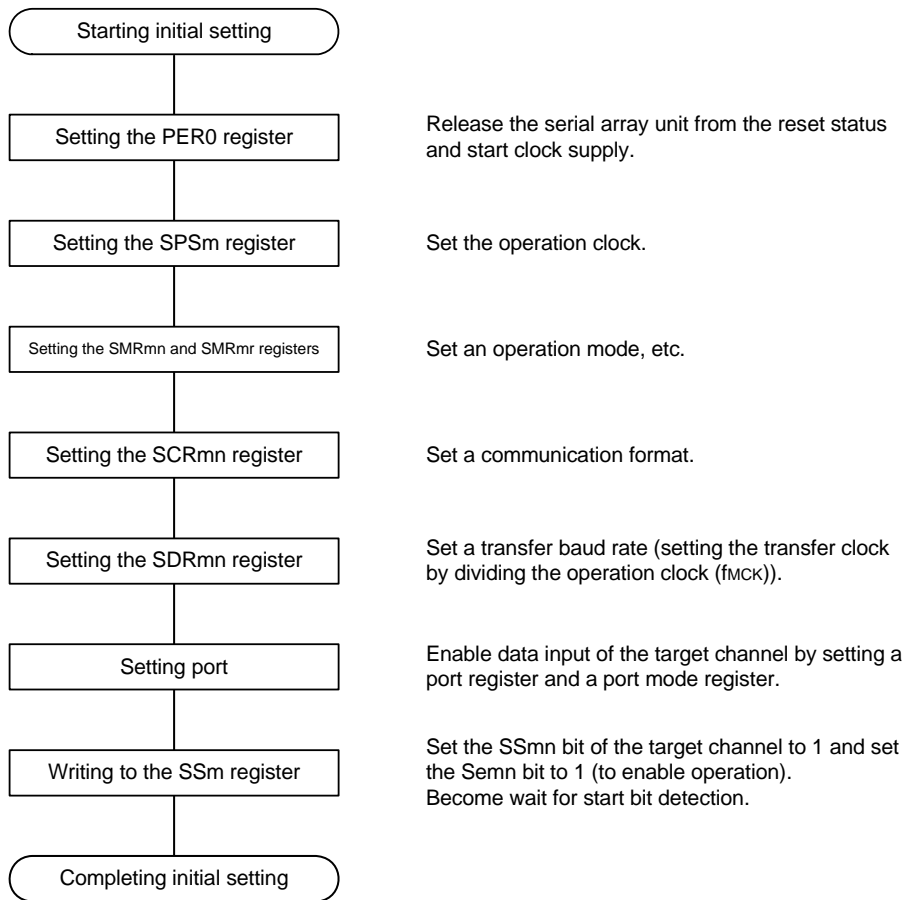 Starting initial setting
Setting the PER0 register
Release the serial array unit from the reset status
and start clock supply.
Setting the SPSm register
Set the operation clock.
Setting the SMRmn and SMRmr registers
Set an operation mode, etc.
Setting the SCRmn register
Set a communication format.
Setting the SDRmn register
Set a transfer baud rate (setting the transfer clock
by dividing the operation clock (fMCK)).
Setting port
Enable data input of the target channel by setting a
port register and a port mode register.
Writing to the SSm register
Set the SSmn bit of the target channel to 1 and set
the Semn bit to 1 (to enable operation).
Become wait for start bit detection.
Completing initial setting